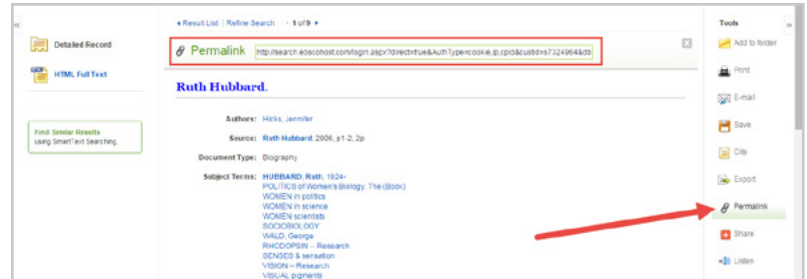 Result List Refine Search 1 of 9
Tools
Detailed Record
HTML Full Text
Find Similar Results
using SmartText Searching.
Permalink http://search.ebscohost.com/login.aspx?direct=true&AuthType=cookie,ip,cpid&custid=s7324964&db
Ruth Hubbard.
Authors: Hicks, Jennifer
Source: Ruth Hubbard. 2006, p1-2, 2p
Document Type: Biography
Subject Terms: HUBBARD, Ruth, 1924-
POLITICS of Women's Biology, The (Book)
WOMEN in politics
WOMEN in science
WOMEN scientists
SOCIOBIOLOGY
WALD, George
RHODOPSIN -- Research
SENSES & sensation
VISION -- Research
VISUAL pigments
Add to folder
Print
E-mail
Save
Cite
Export
Permalink
Share
Listen